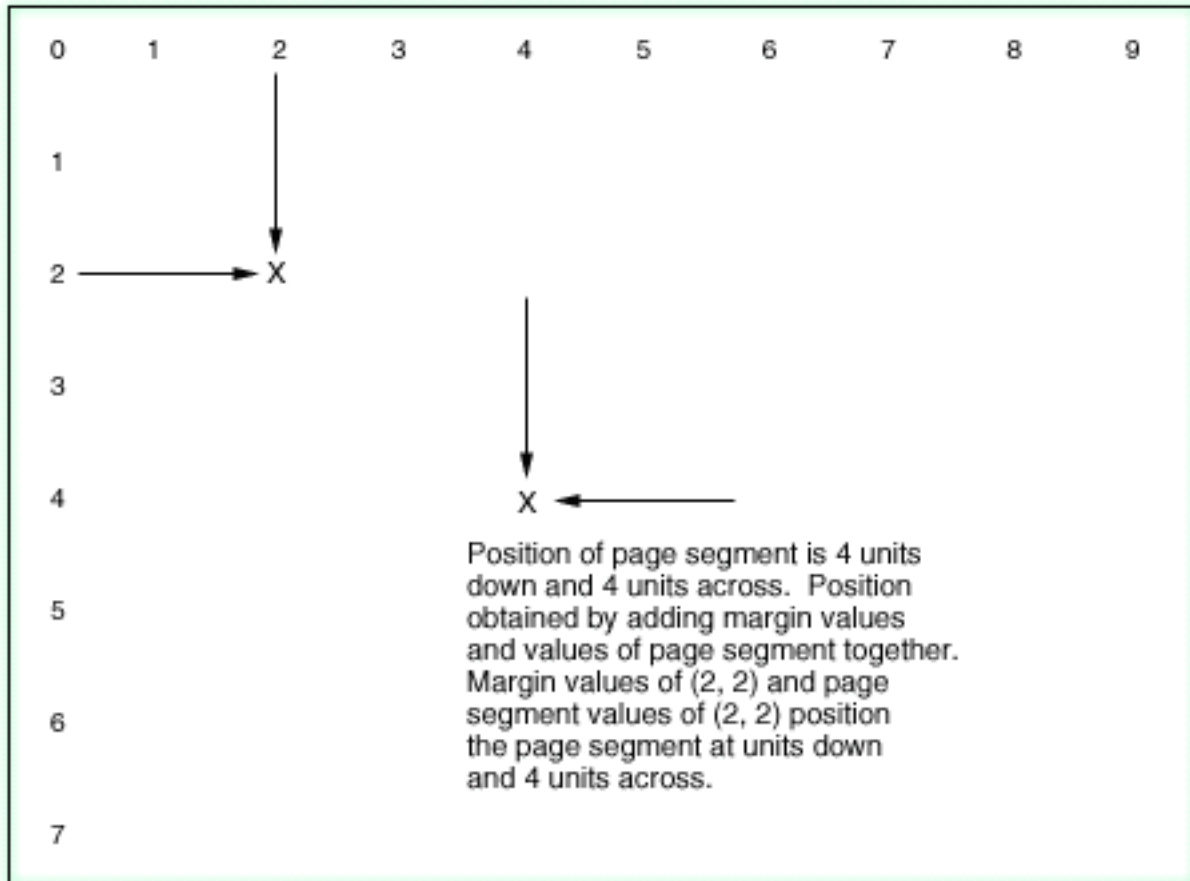 0 1 2 3 4 5 6 7 8 9
1
2 X
3
4 X
Position of page segment is 4 units
down and 4 units across. Position
5
obtained by adding margin values
and values of page segment together.
Margin values of (2, 2) and page
6
segment values of (2, 2) position
the page segment at units down
and 4 units across.
7